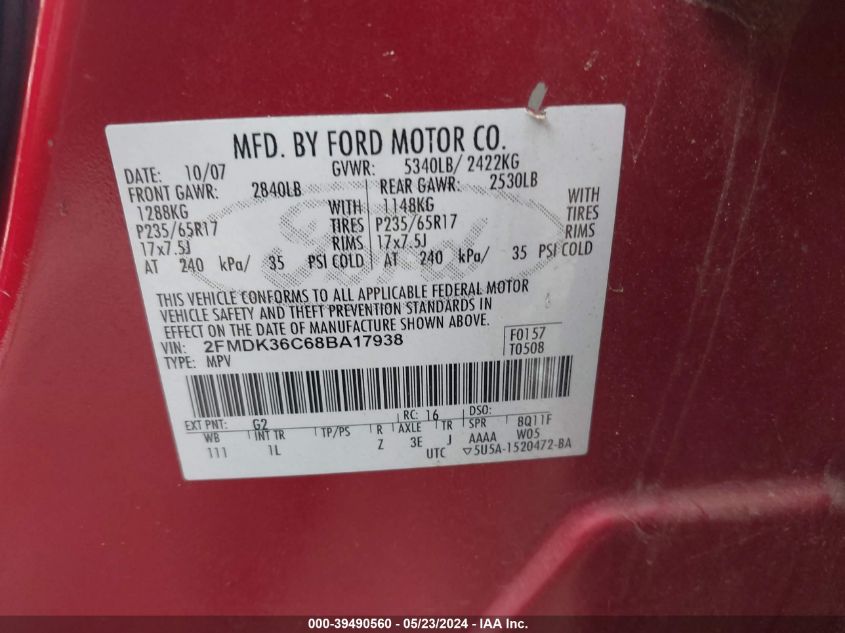 MFD. BY FORD MOTOR CO.
DATE: 10/07 GVWR: 5340LB/ 2422KG
FRONT GAWR: 2840LB REAR GAWR: 2530LB
1288KG WITH 1148KG WITH
P235/65R17 TIRES P235/65R17 TIRES
17x7.5J RIMS 17x7.5J RIMS
AT 240 kPa/ 35 PSI COLD AT 240 kPa/ 35 PSI COLD
Ford
THIS VEHICLE CONFORMS TO ALL APPLICABLE FEDERAL MOTOR
VEHICLE SAFETY AND THEFT PREVENTION STANDARDS IN
EFFECT ON THE DATE OF MANUFACTURE SHOWN ABOVE.
VIN: 2FMDK36C68BA17938 F0157
TYPE: MPV T0508
EXT PNT: G2 RC: 16 DSO:
WB INT TR TP/PS R AXLE TR SPR 8Q11F
111 1L Z 3E J AAAA W05
UTC ▽5U5A-1520472-BA
000-39490560 - 05/23/2024 - IAA Inc.